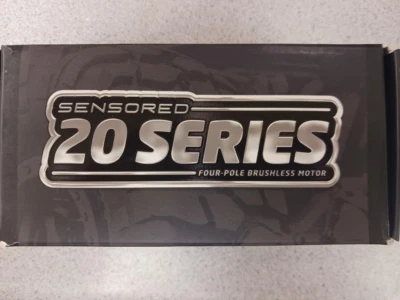 SENSORED
20 SERIES
FOUR-POLE BRUSHLESS MOTOR